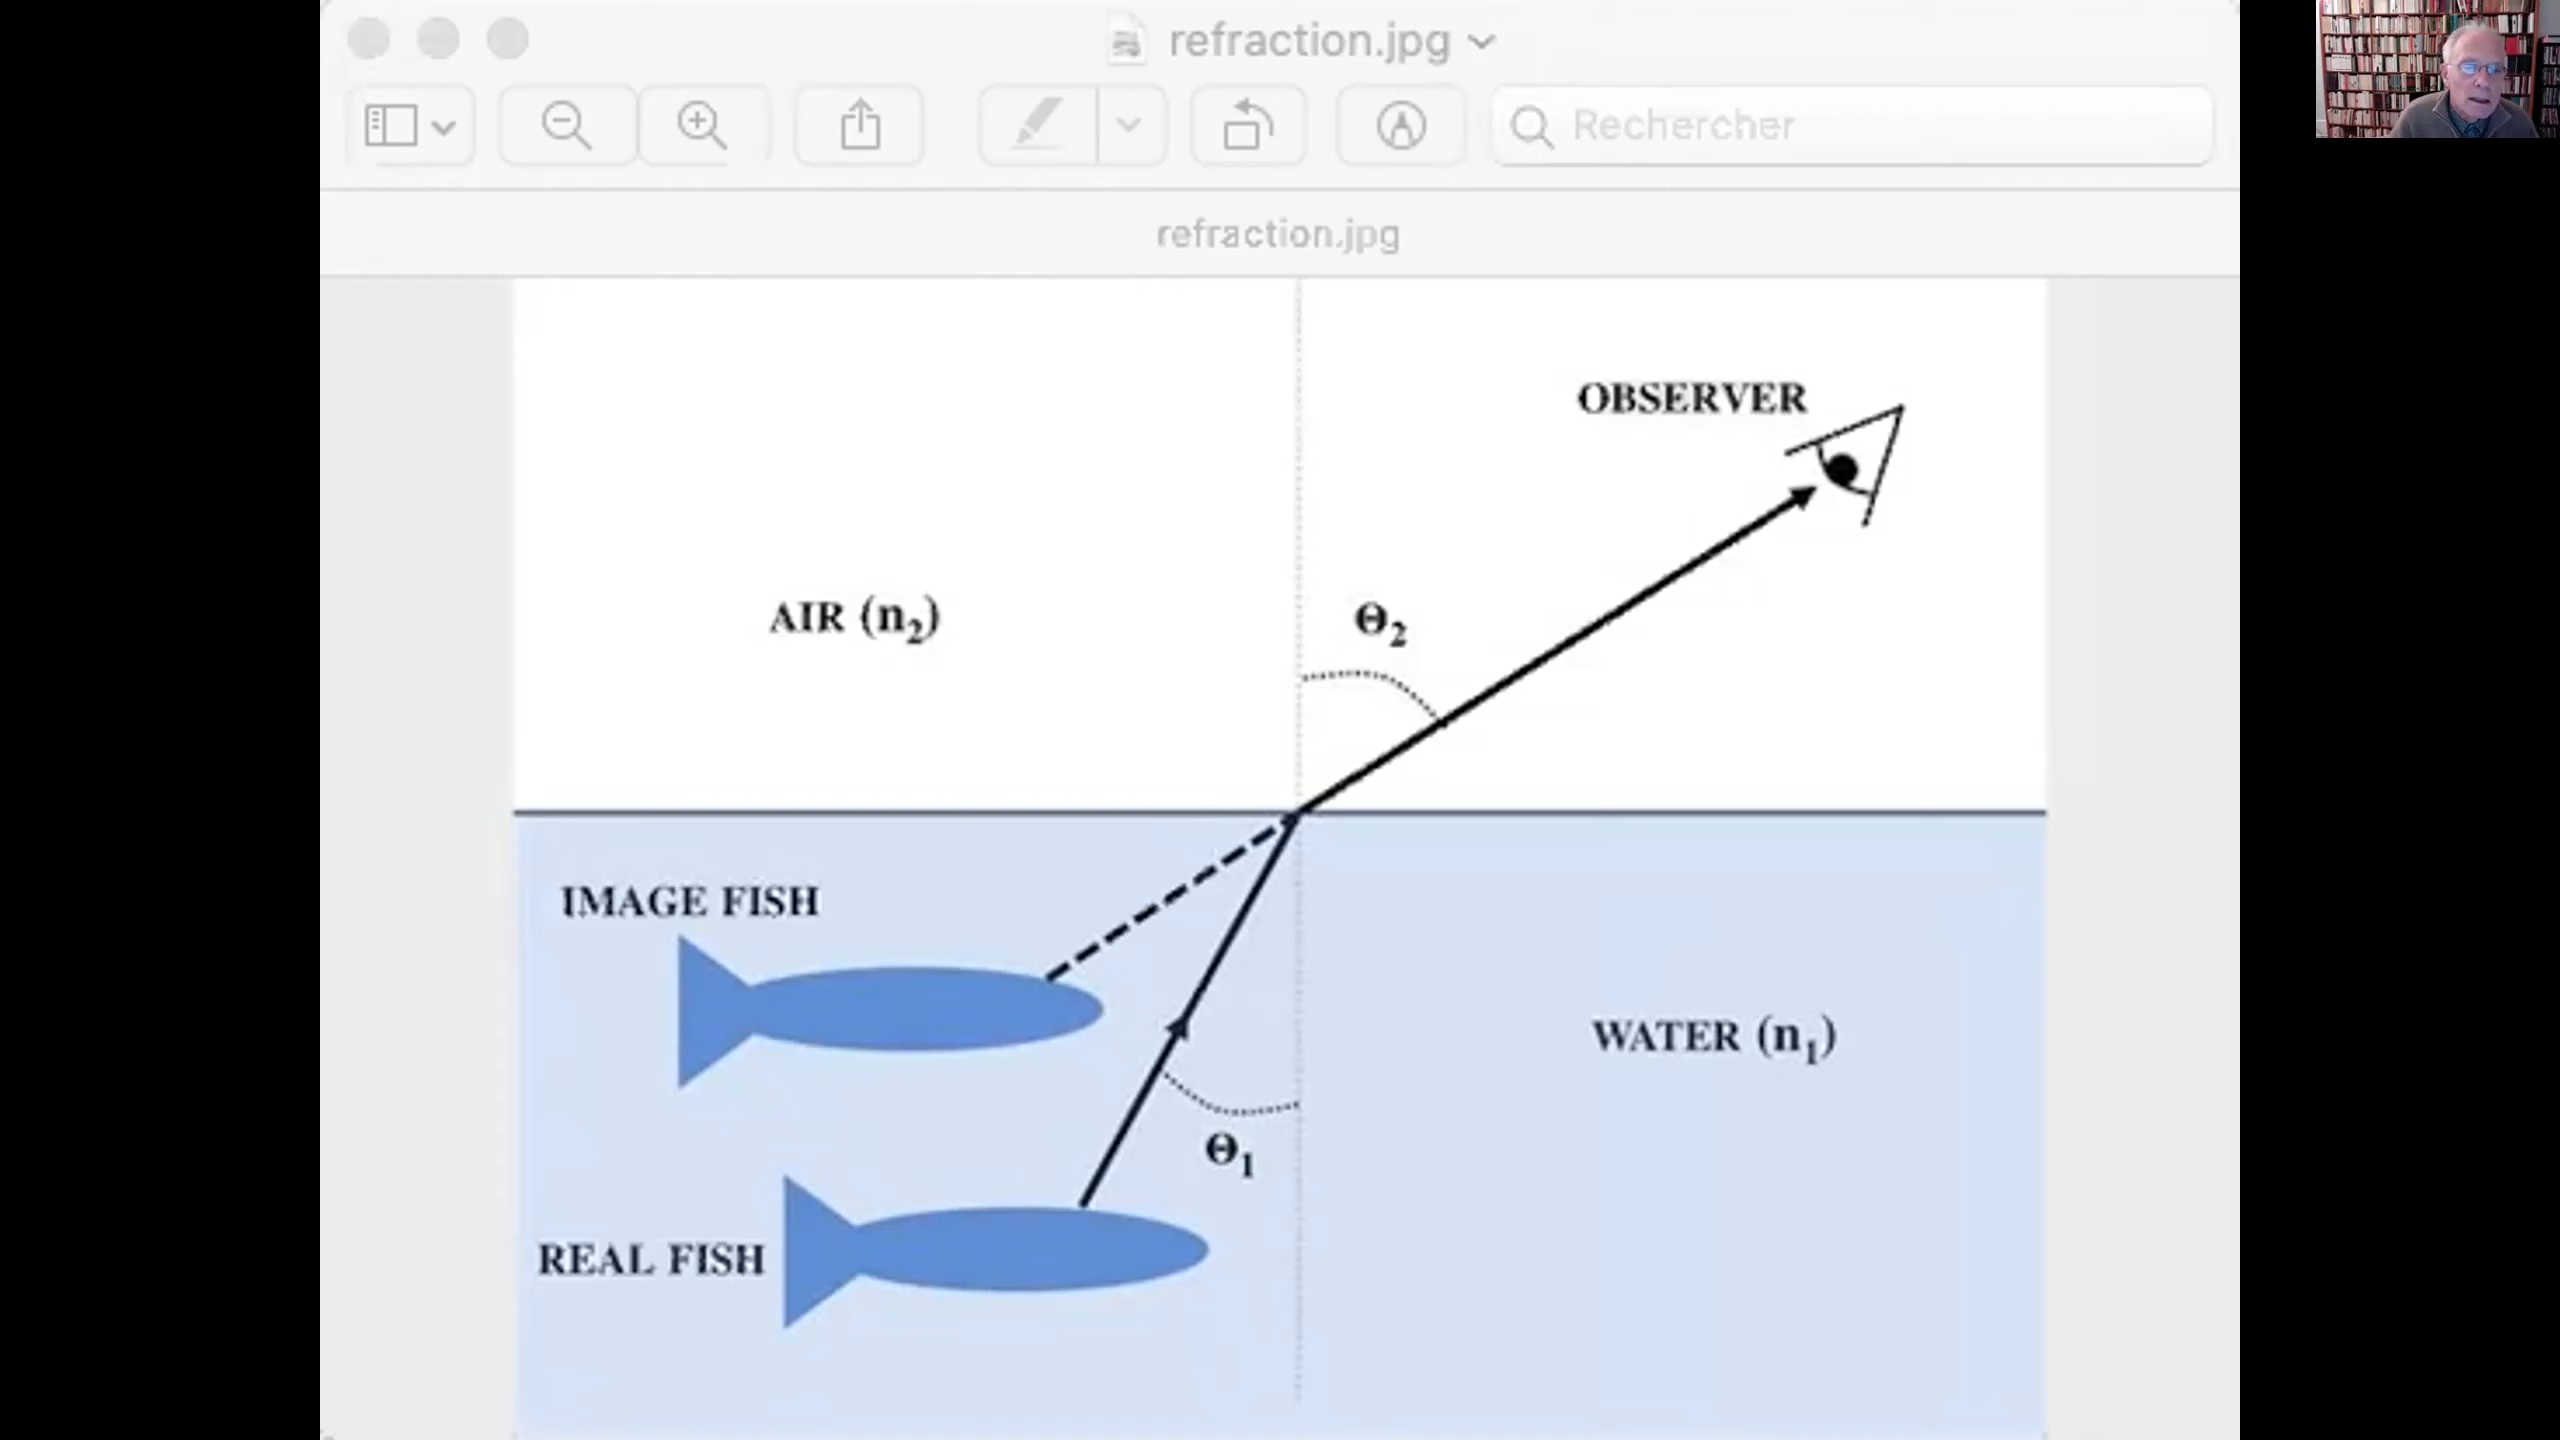 refraction.jpg
Rechercher
refraction.jpg
OBSERVER
AIR (n₂)
Θ₂
IMAGE FISH
WATER (n₁)
Θ₁
REAL FISH